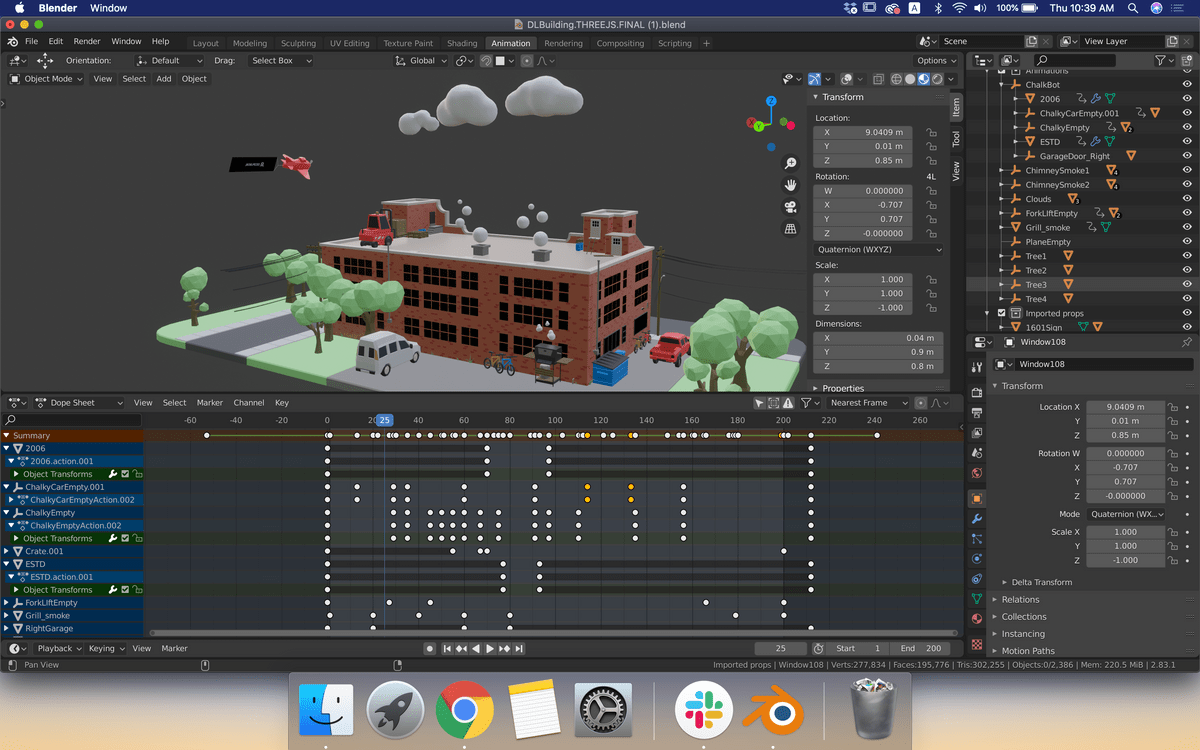 Blender Window 100% Thu 10:39 AM
DLBuilding.THREEJS.FINAL (1).blend
File Edit Render Window Help Layout Modeling Sculpting UV Editing Texture Paint Shading Animation Rendering Compositing Scripting + Scene View Layer
Orientation: Default Drag: Select Box Global Options
Object Mode View Select Add Object
Z
X
Y
Transform
Location:
X 9.0409 m
Y 0.01 m
Z 0.85 m
Rotation: 4L
W 0.000000
X -0.707
Y 0.707
Z -0.000000
Quaternion (WXYZ)
Scale:
X 1.000
Y 1.000
Z -1.000
Dimensions:
X 0.04 m
Y 0.9 m
Z 0.8 m
Properties
Item
Tool
View
Animations
ChalkBot
2006
ChalkyCarEmpty.001
ChalkyEmpty 2
ESTD
GarageDoor_Right
ChimneySmoke1 4
ChimneySmoke2 4
Clouds 3
ForkLIftEmpty 2
Grill_smoke
PlaneEmpty
Tree1
Tree2
Tree3
Tree4
Imported props
1601Sign
Window108
Window108
Transform
Location X 9.0409 m
Y 0.01 m
Z 0.85 m
Rotation W 0.000000
X -0.707
Y 0.707
Z -0.000000
Mode Quaternion (WX...
Scale X 1.000
Y 1.000
Z -1.000
Delta Transform
Relations
Collections
Instancing
Motion Paths
Dope Sheet View Select Marker Channel Key Nearest Frame
-60 -40 -20 0 25 40 60 80 100 120 140 160 180 200 220 240 260
Summary
2006
2006.action.001
Object Transforms
ChalkyCarEmpty.001
ChalkyCarEmptyAction.002
ChalkyEmpty
ChalkyEmptyAction.002
Object Transforms
Crate.001
ESTD
ESTD.action.001
Object Transforms
ForkLIftEmpty
Grill_smoke
RightGarage
Playback Keying View Marker 25 Start 1 End 200
Pan View Imported props | Window108 | Verts:277,834 | Faces:195,776 | Tris:302,255 | Objects:0/2,386 | Mem: 220.5 MiB | 2.83.1